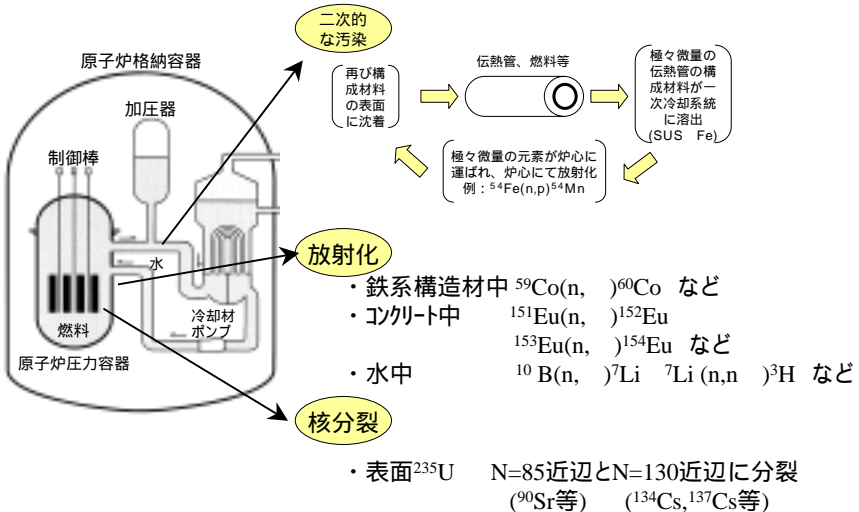 二次的
な汚染
原子炉格納容器
加圧器
制御棒
水
冷却材
ポンプ
燃料
原子炉圧力容器
再び構
成材料
の表面
に沈着
伝熱管、燃料等
極々微量の
伝熱管の構
成材料が一
次冷却系統
に溶出
(SUS Fe)
極々微量の元素が炉心に
運ばれ、炉心にて放射化
例：⁵⁴Fe(n,p)⁵⁴Mn
放射化
・鉄系構造材中 ⁵⁹Co(n, )⁶⁰Co など
・コンクリート中 ¹⁵¹Eu(n, )¹⁵²Eu
¹⁵³Eu(n, )¹⁵⁴Eu など
・水中 ¹⁰B(n, )⁷Li ⁷Li (n,n )³H など
核分裂
・表面²³⁵U N=85近辺とN=130近辺に分裂
(⁹⁰Sr等) (¹³⁴Cs,¹³⁷Cs等)